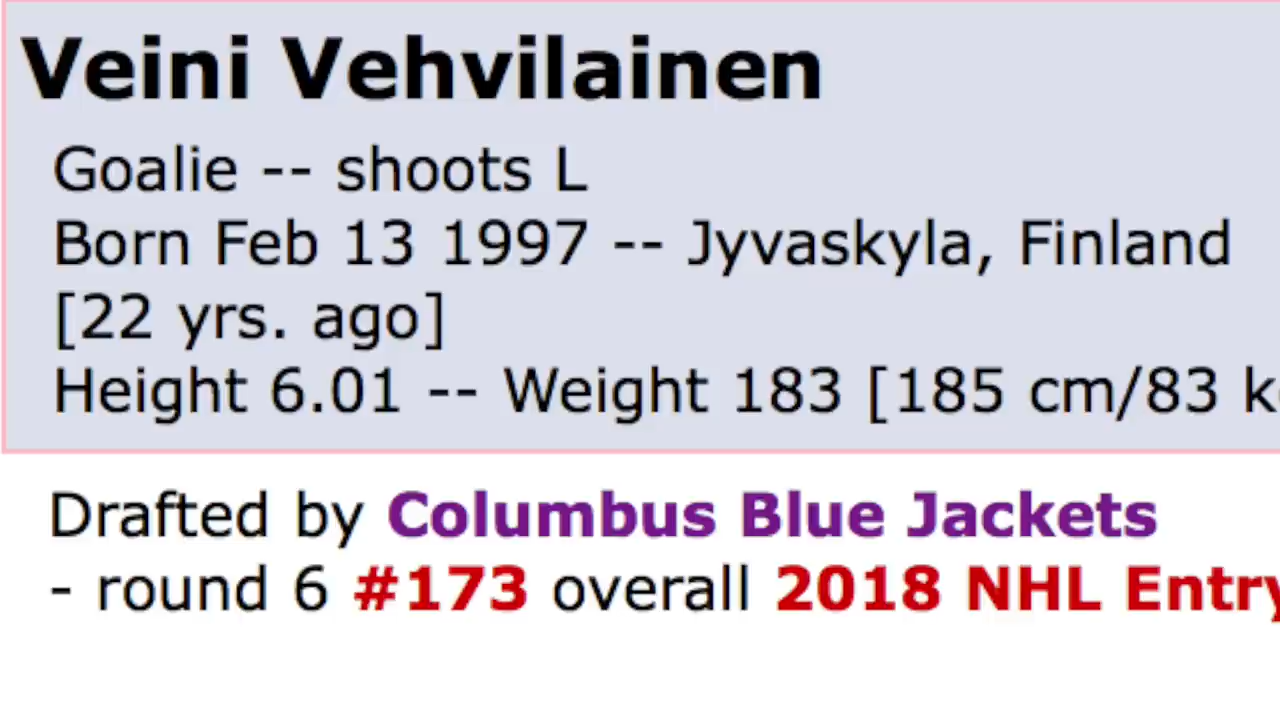 Veini Vehvilainen
Goalie -- shoots L
Born Feb 13 1997 -- Jyvaskyla, Finland
[22 yrs. ago]
Height 6.01 -- Weight 183 [185 cm/83 k
Drafted by Columbus Blue Jackets
- round 6 #173 overall 2018 NHL Entry